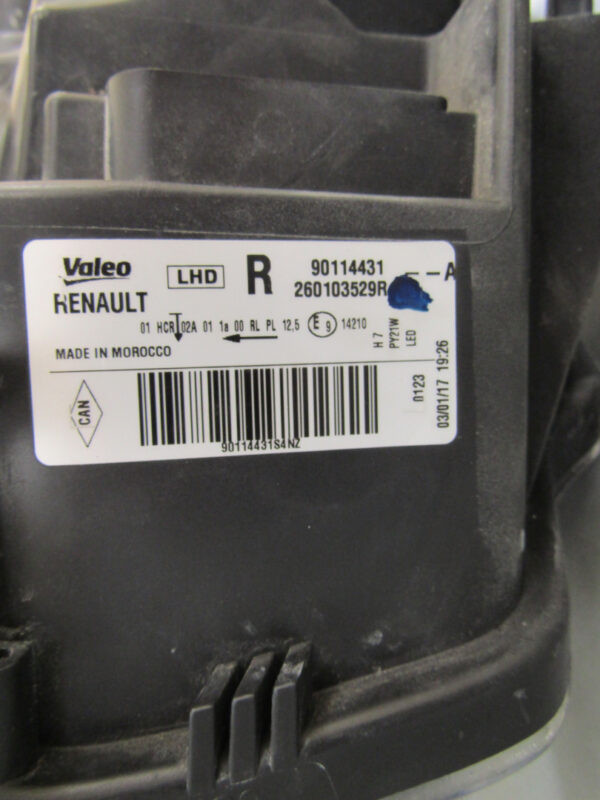 Valeo LHD R 90114431 --A
RENAULT 260103529R
01 HCR 02A 01 1a 00 RL PL 12,5 E 9 14210
MADE IN MOROCCO
H7
PY21W
LED
CAN
0123
03/01/17 19:26
90114431S4NZ